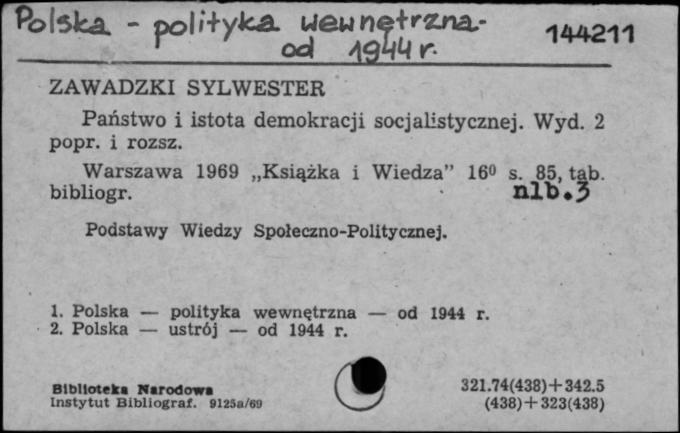 Polska - polityka wewnętrzna-
od 1944 r.
144211
ZAWADZKI SYLWESTER
Państwo i istota demokracji socjalistycznej. Wyd. 2
popr. i rozsz.
Warszawa 1969 „Książka i Wiedza” 16⁰ s. 85, tab.
bibliogr. nlb.3
Podstawy Wiedzy Społeczno-Politycznej.
1. Polska — polityka wewnętrzna — od 1944 r.
2. Polska — ustrój — od 1944 r.
Biblioteka Narodowa
Instytut Bibliograf. 9125a/69
321.74(438)+342.5
(438)+323(438)